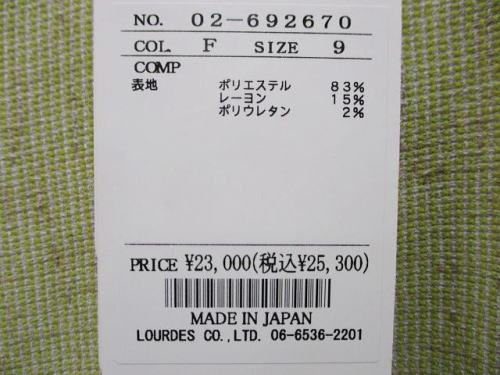 NO. 02-692670
COL. F SIZE 9
COMP
表地 ポリエステル 83%
レーヨン 15%
ポリウレタン 2%
PRICE ¥23,000(税込¥25,300)
MADE IN JAPAN
LOURDES CO.,LTD. 06-6536-2201